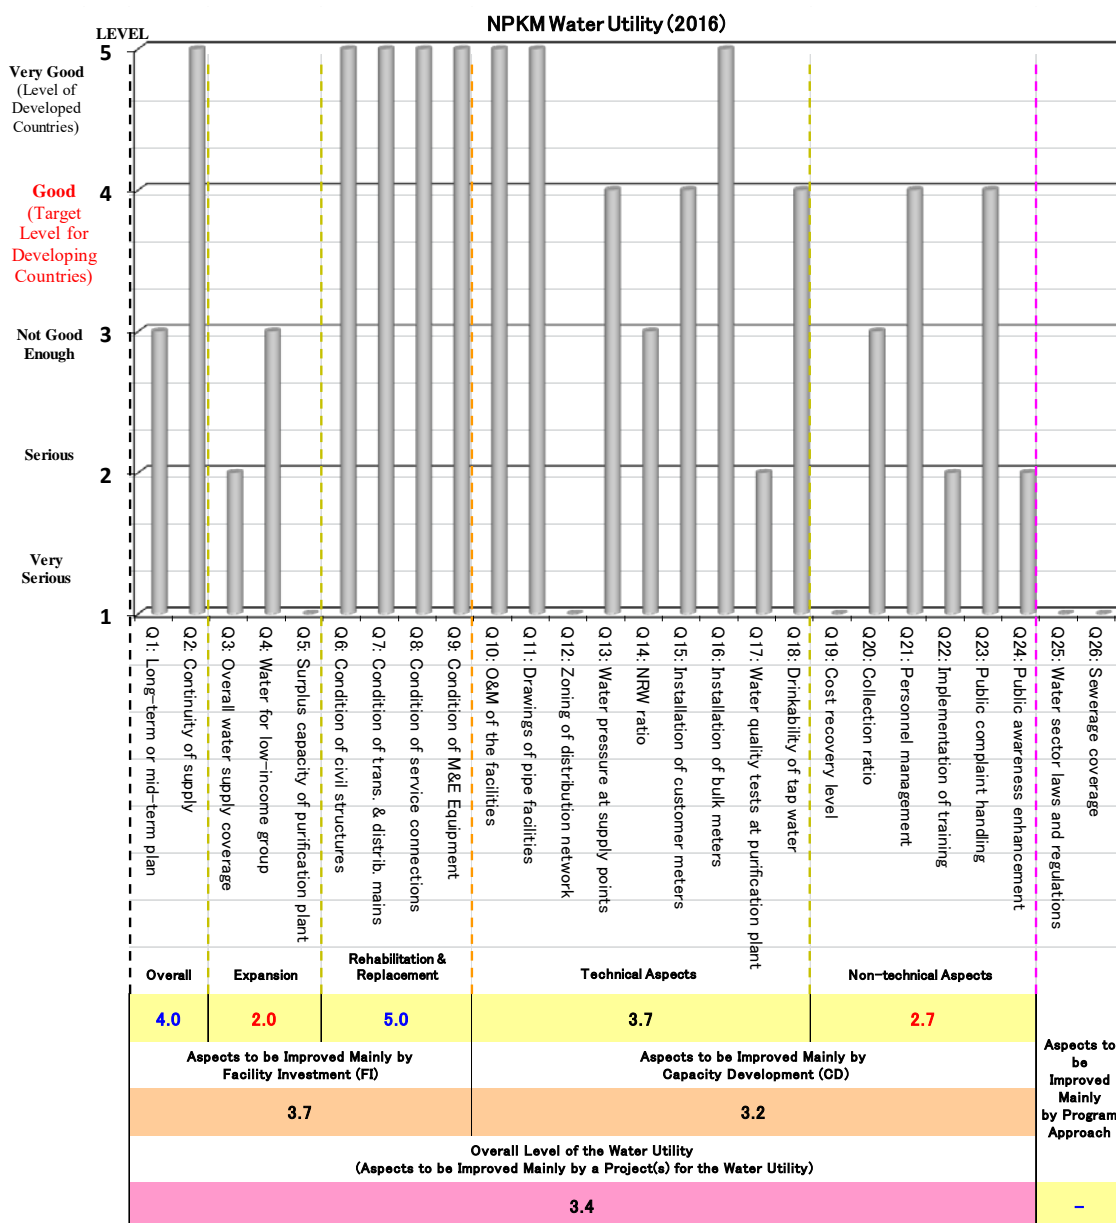 NPKM Water Utility (2016)
LEVEL
5
Very Good
(Level of
Developed
Countries)
4
Good
(Target
Level for
Developing
Countries)
3
Not Good
Enough
Serious
2
Very
Serious
1
Q1: Long-term or mid-term plan
Q2: Continuity of supply
Q3: Overall water supply coverage
Q4: Water for low-income group
Q5: Surplus capacity of purification plant
Q6: Condition of civil structures
Q7: Condition of trans. & distrib. mains
Q8: Condition of service connections
Q9: Condition of M&E Equipment
Q10: O&M of the facilities
Q11: Drawings of pipe facilities
Q12: Zoning of distribution network
Q13: Water pressure at supply points
Q14: NRW ratio
Q15: Installation of customer meters
Q16: Installation of bulk meters
Q17: Water quality tests at purification plant
Q18: Drinkability of tap water
Q19: Cost recovery level
Q20: Collection ratio
Q21: Personnel management
Q22: Implementation of training
Q23: Public complaint handling
Q24: Public awareness enhancement
Q25: Water sector laws and regulations
Q26: Sewerage coverage
Overall
Expansion
Rehabilitation &
Replacement
Technical Aspects
Non-technical Aspects
4.0
2.0
5.0
3.7
2.7
Aspects to be Improved Mainly by
Facility Investment (FI)
Aspects to be Improved Mainly by
Capacity Development (CD)
3.7
3.2
Aspects to
be
Improved
Mainly
by Program
Approach
Overall Level of the Water Utility
(Aspects to be Improved Mainly by a Project(s) for the Water Utility)
3.4
-